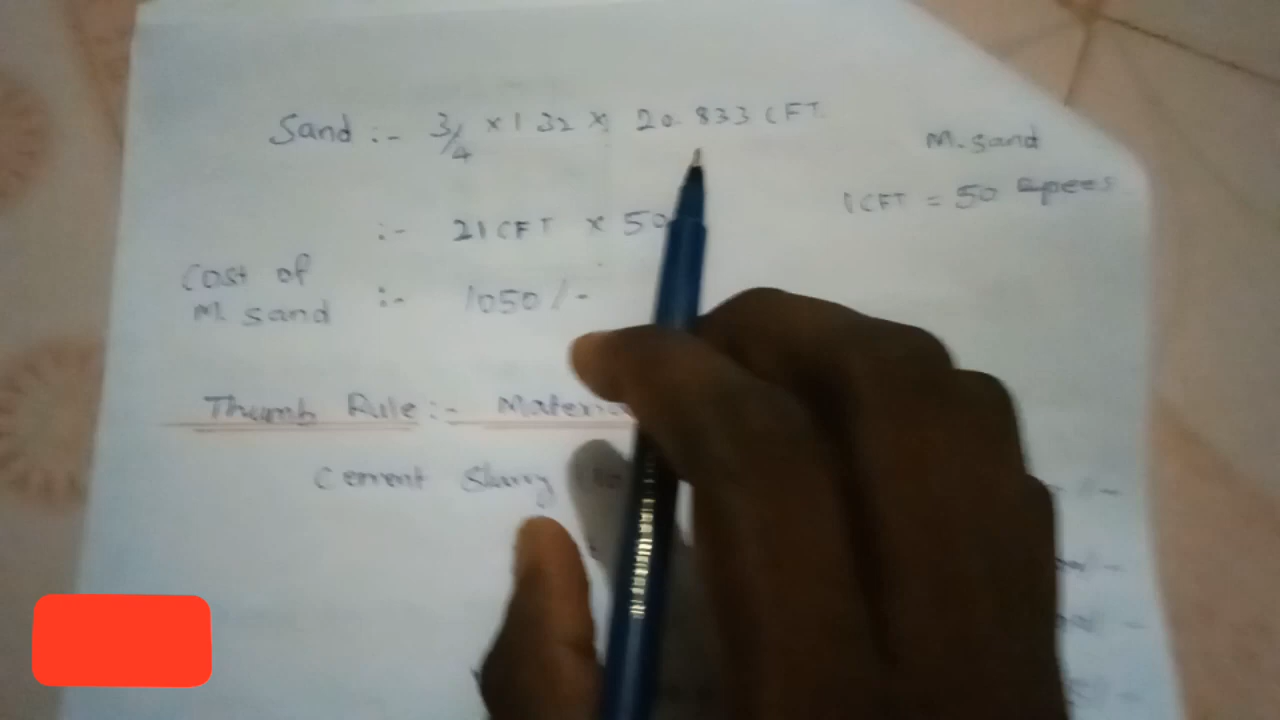 Sand :- 3/4 x 1.32 x 20.833 CFT
M. sand
1 CFT = 50 Rupees
:- 21 CFT x 50
Cost of
M. sand :- 1050/-
Thumb Rule :- Materia
Cement Slurry